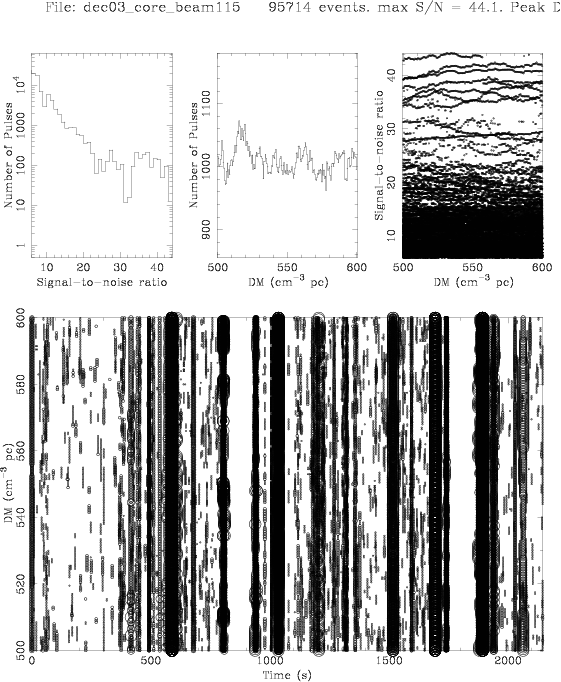 File: dec03_core_beam115 95714 events. max S/N = 44.1. Peak D
Number of Pulses
10⁴
1000
100
10
1
10 20 30 40
Signal-to-noise ratio
Number of Pulses
1100
1000
900
500 550 600
DM (cm⁻³ pc)
Signal-to-noise ratio
40
30
20
10
500 550 600
DM (cm⁻³ pc)
DM (cm⁻³ pc)
600
580
560
540
520
500
0 500 1000 1500 2000
Time (s)